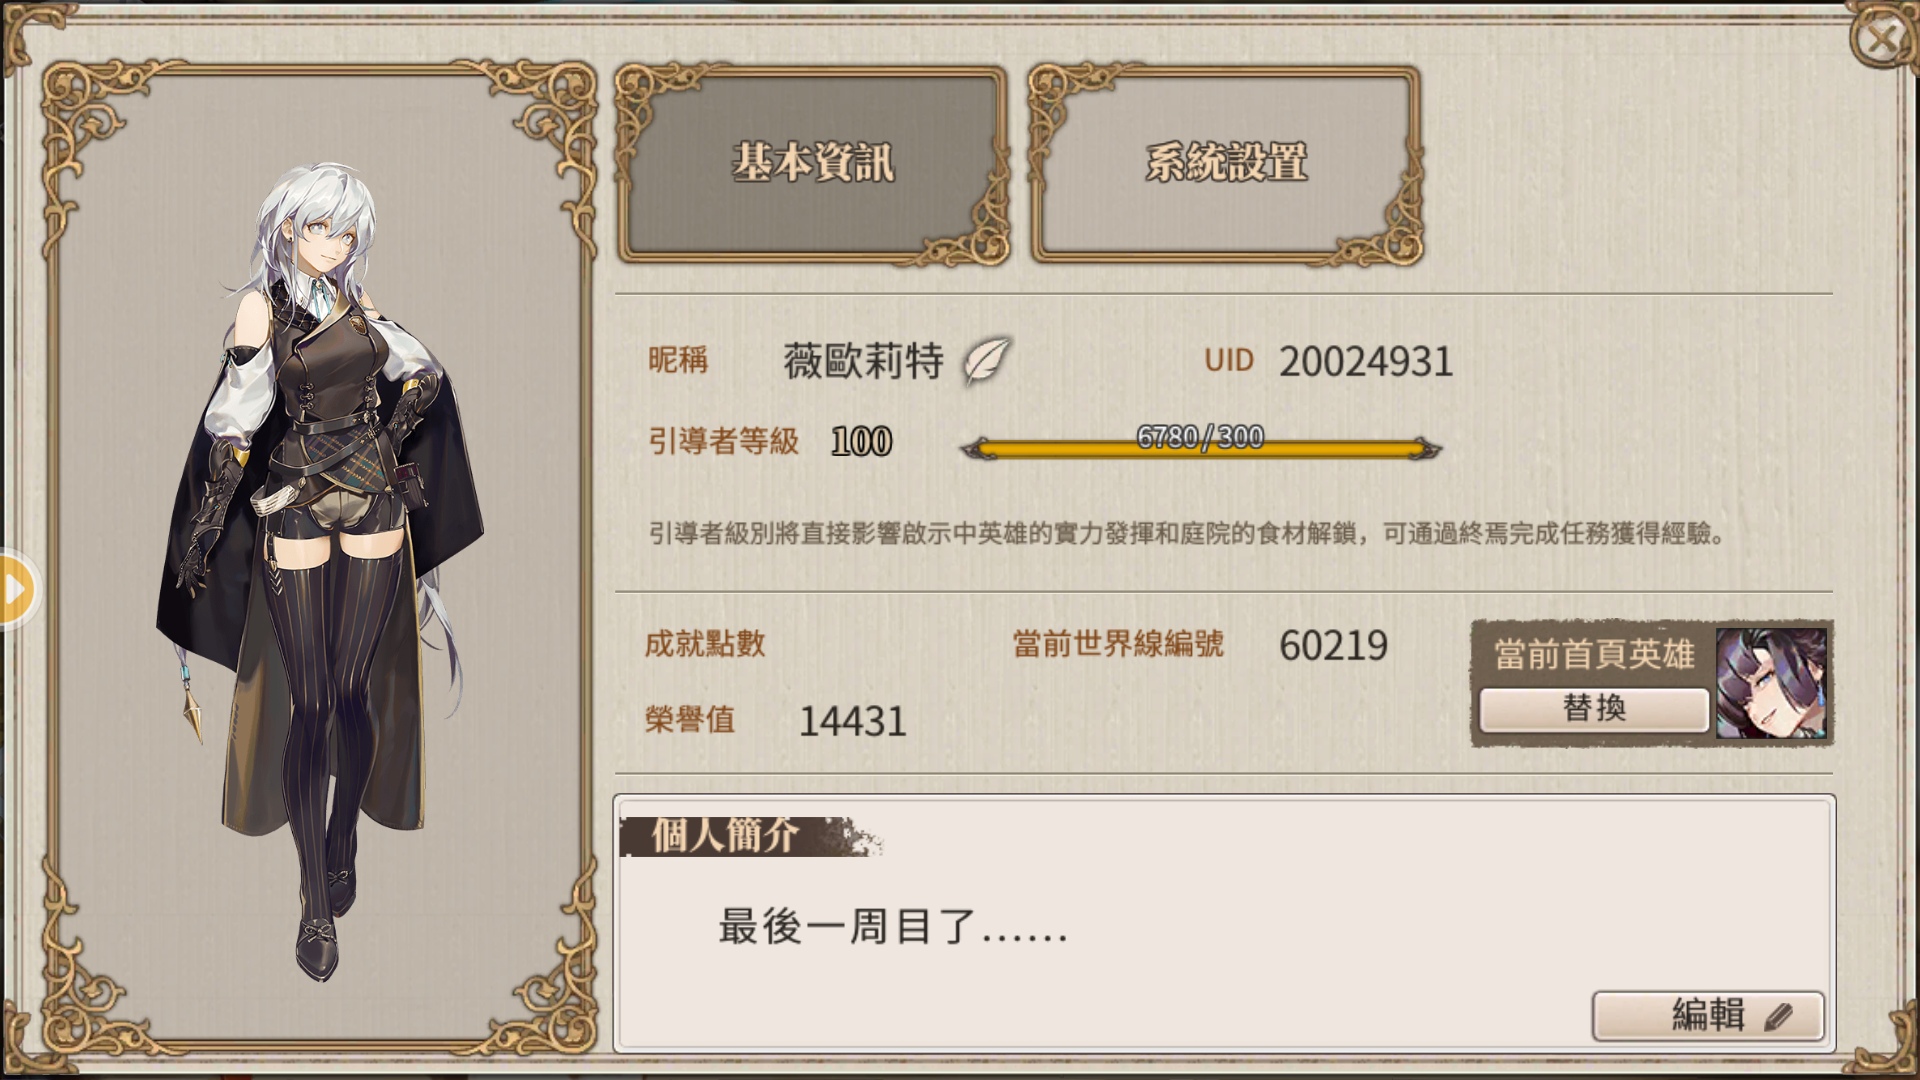 基本資訊
系統設置
昵稱 薇歐莉特 UID 20024931
引導者等級 100 6780/300
引導者級別將直接影響啟示中英雄的實力發揮和庭院的食材解鎖，可通過終焉完成任務獲得經驗。
成就點數 當前世界線編號 60219
當前首頁英雄
替換
榮譽值 14431
個人簡介
最後一周目了......
編輯